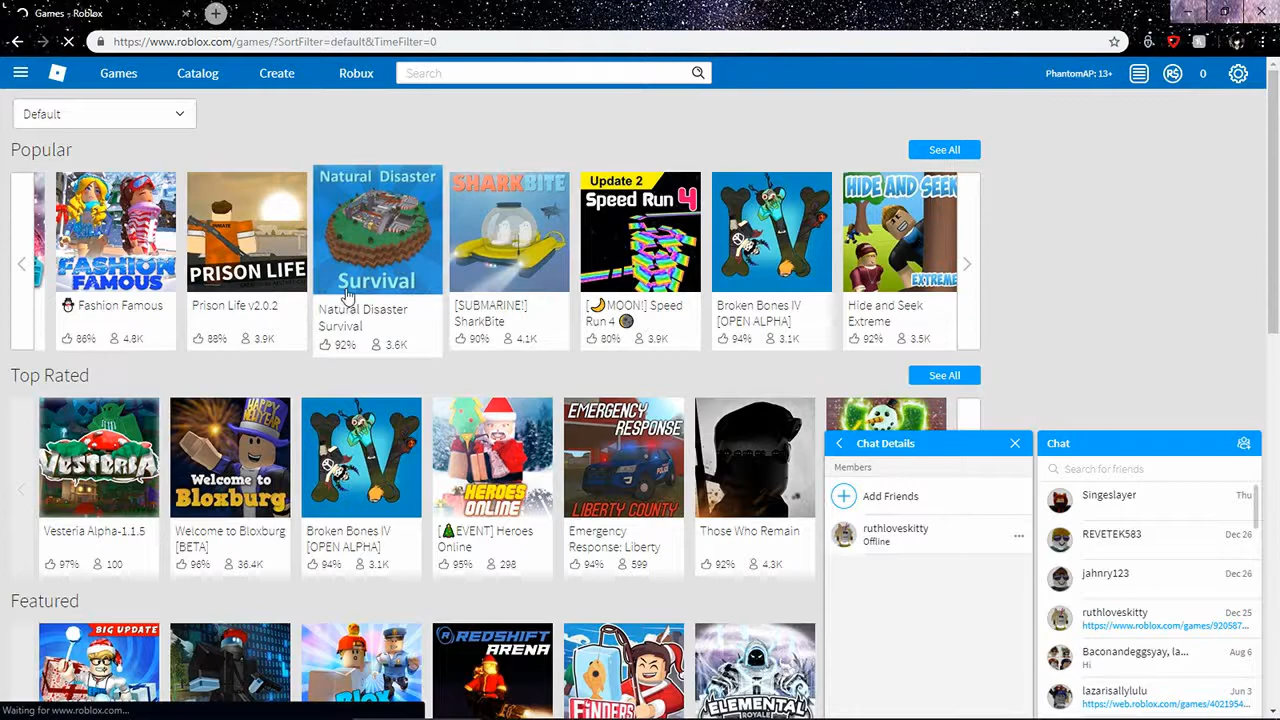 Games - Roblox
https://www.roblox.com/games/?SortFilter=default&TimeFilter=0
Games
Catalog
Create
Robux
Search
PhantomAP: 13+
R$
0
Default
Popular
See All
FASHION FAMOUS
PRISON LIFE
Natural Disaster
Survival
SHARKBITE
Update 2
Speed Run 4
IV
HIDE AND SEEK
EXTREME
⛄ Fashion Famous
88% 4.8K
Prison Life v2.0.2
88% 3.9K
Natural Disaster
Survival
92% 3.6K
[SUBMARINE!]
SharkBite
90% 4.1K
[🌙MOON!] Speed
Run 4 🌚
80% 3.9K
Broken Bones IV
[OPEN ALPHA]
94% 3.1K
Hide and Seek
Extreme
92% 3.5K
Top Rated
See All
VESTERIA
HAPPY NEW YEAR
Welcome to
Bloxburg
IV
HEROES
ONLINE
EMERGENCY
RESPONSE
LIBERTY COUNTY
Vesteria Alpha-1.1.5
97% 100
Welcome to Bloxburg
[BETA]
96% 36.4K
Broken Bones IV
[OPEN ALPHA]
94% 3.1K
[🎄EVENT] Heroes
Online
95% 298
Emergency
Response: Liberty
94% 599
Those Who Remain
92% 4.3K
Featured
BIG UPDATE
REDSHIFT
ARENA
FINDERS
ELEMENTAL
ROYALE
Chat Details
Members
Add Friends
ruthloveskitty
Offline
Chat
Search for friends
Singeslayer Thu
REVETEK583 Dec 26
jahnry123 Dec 26
ruthloveskitty Dec 25
https://www.roblox.com/games/920587...
Baconandeggsyay, la... Aug 6
Hi
lazarisallylulu Jun 3
https://web.roblox.com/games/4021954...
Waiting for www.roblox.com...